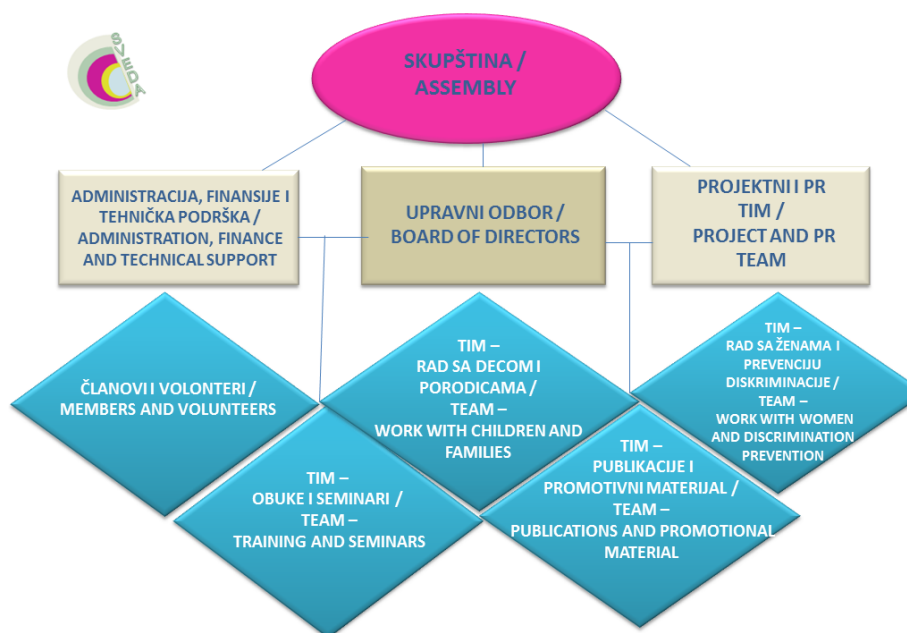 SVEDA
SKUPŠTINA /
ASSEMBLY
ADMINISTRACIJA, FINANSIJE I
TEHNIČKA PODRŠKA /
ADMINISTRATION, FINANCE
AND TECHNICAL SUPPORT
UPRAVNI ODBOR /
BOARD OF DIRECTORS
PROJEKTNI I PR
TIM /
PROJECT AND PR
TEAM
ČLANOVI I VOLONTERI /
MEMBERS AND VOLUNTEERS
TIM –
RAD SA DECOM I
PORODICAMA /
TEAM –
WORK WITH CHILDREN AND
FAMILIES
TIM –
RAD SA ŽENAMA I
PREVENCIJU
DISKRIMINACIJE /
TEAM –
WORK WITH WOMEN
AND DISCRIMINATION
PREVENTION
TIM –
OBUKE I SEMINARI /
TEAM –
TRAINING AND SEMINARS
TIM –
PUBLIKACIJE I
PROMOTIVNI MATERIJAL /
TEAM –
PUBLICATIONS AND PROMOTIONAL
MATERIAL